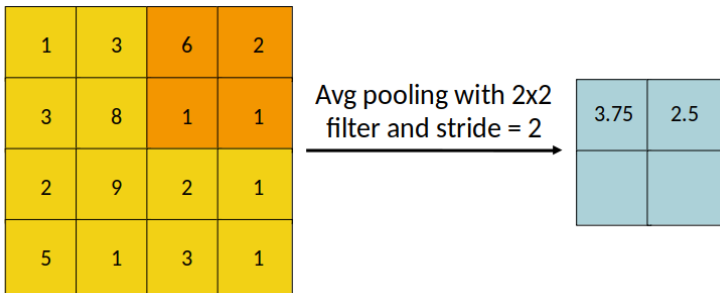 1 3 6 2
3 8 1 1
2 9 2 1
5 1 3 1
Avg pooling with 2x2
filter and stride = 2
3.75 2.5